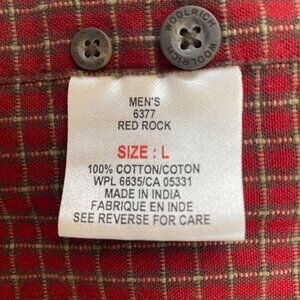 WOOLRICH
WOOLRICH
MEN'S
6377
RED ROCK
SIZE : L
100% COTTON/COTON
WPL 6635/CA 05331
MADE IN INDIA
FABRIQUE EN INDE
SEE REVERSE FOR CARE